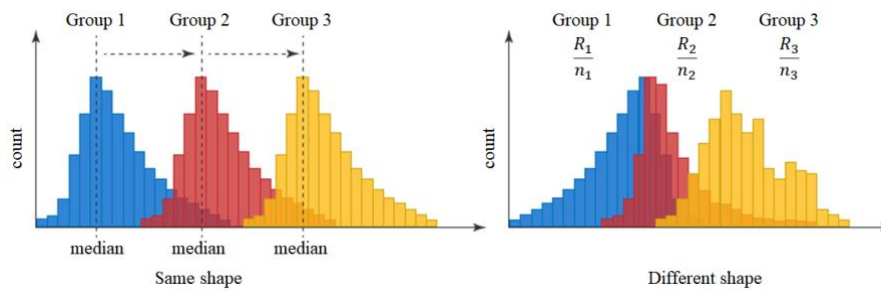 Group 1 Group 2 Group 3
count
median median median
Same shape
Group 1 Group 2 Group 3
R₁/n₁ R₂/n₂ R₃/n₃
count
Different shape